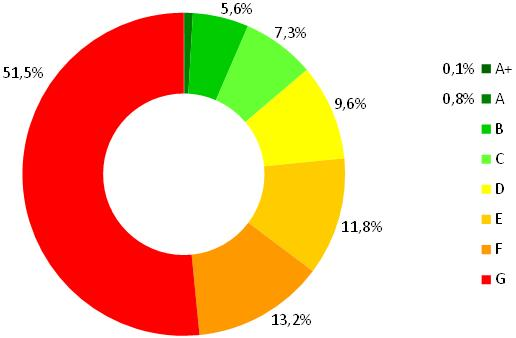 5,6%
7,3%
51,5%
9,6%
11,8%
13,2%
0,1% A+
0,8% A
B
C
D
E
F
G